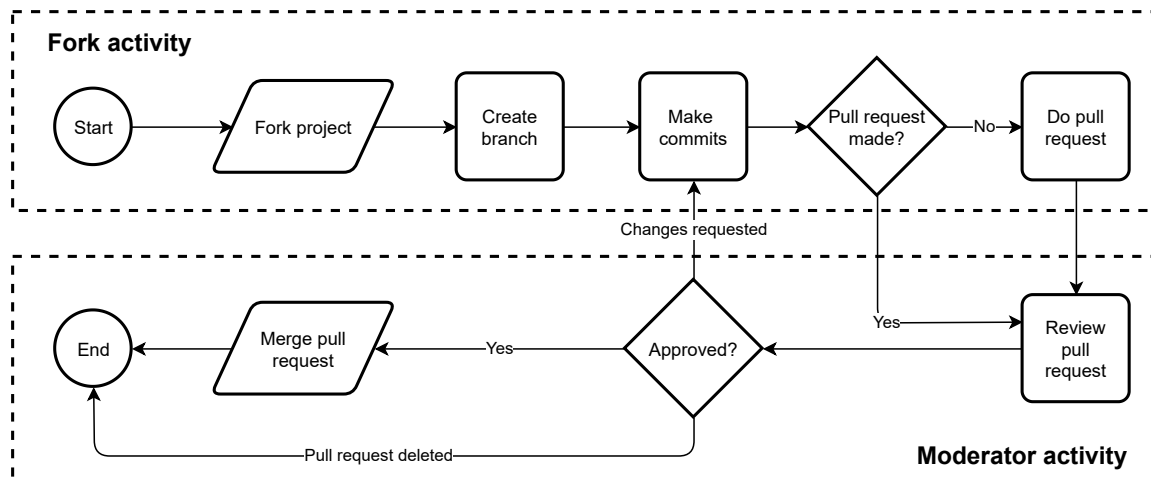 Fork activity
Start
Fork project
Create
branch
Make
commits
Pull request
made?
No
Do pull
request
Changes requested
End
Merge pull
request
Yes
Approved?
Yes
Review
pull
request
Pull request deleted
Moderator activity